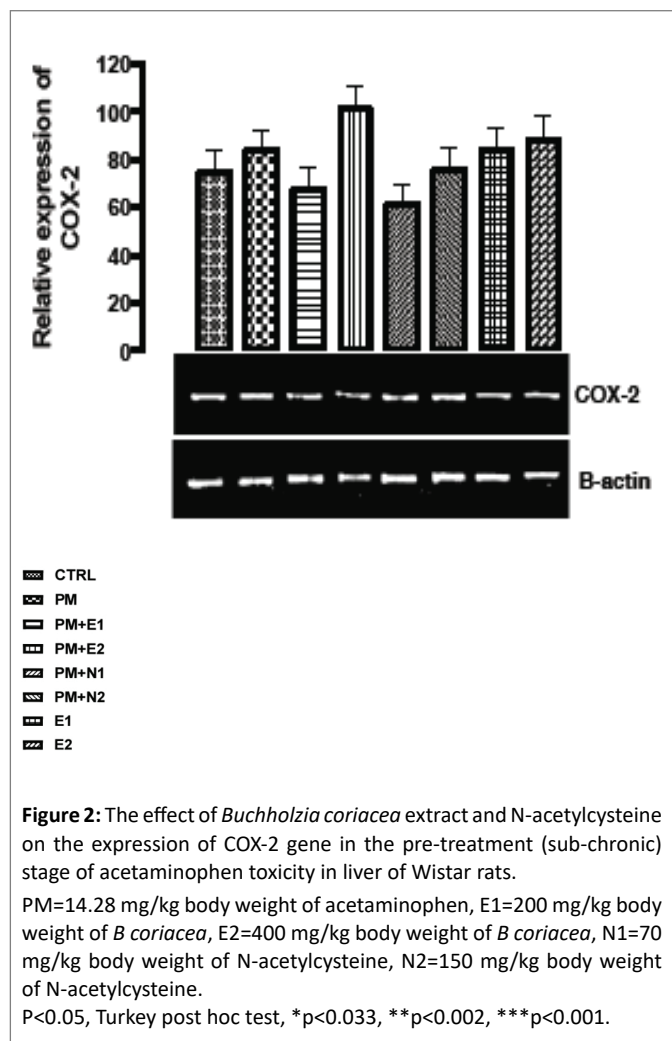 Relative expression of
COX-2
120
100
80
60
40
20
0
COX-2
B-actin
CTRL
PM
PM+E1
PM+E2
PM+N1
PM+N2
E1
E2
Figure 2: The effect of Buchholzia coriacea extract and N-acetylcysteine
on the expression of COX-2 gene in the pre-treatment (sub-chronic)
stage of acetaminophen toxicity in liver of Wistar rats.
PM=14.28 mg/kg body weight of acetaminophen, E1=200 mg/kg body
weight of B coriacea, E2=400 mg/kg body weight of B coriacea, N1=70
mg/kg body weight of N-acetylcysteine, N2=150 mg/kg body weight
of N-acetylcysteine.
P<0.05, Turkey post hoc test, *p<0.033, **p<0.002, ***p<0.001.